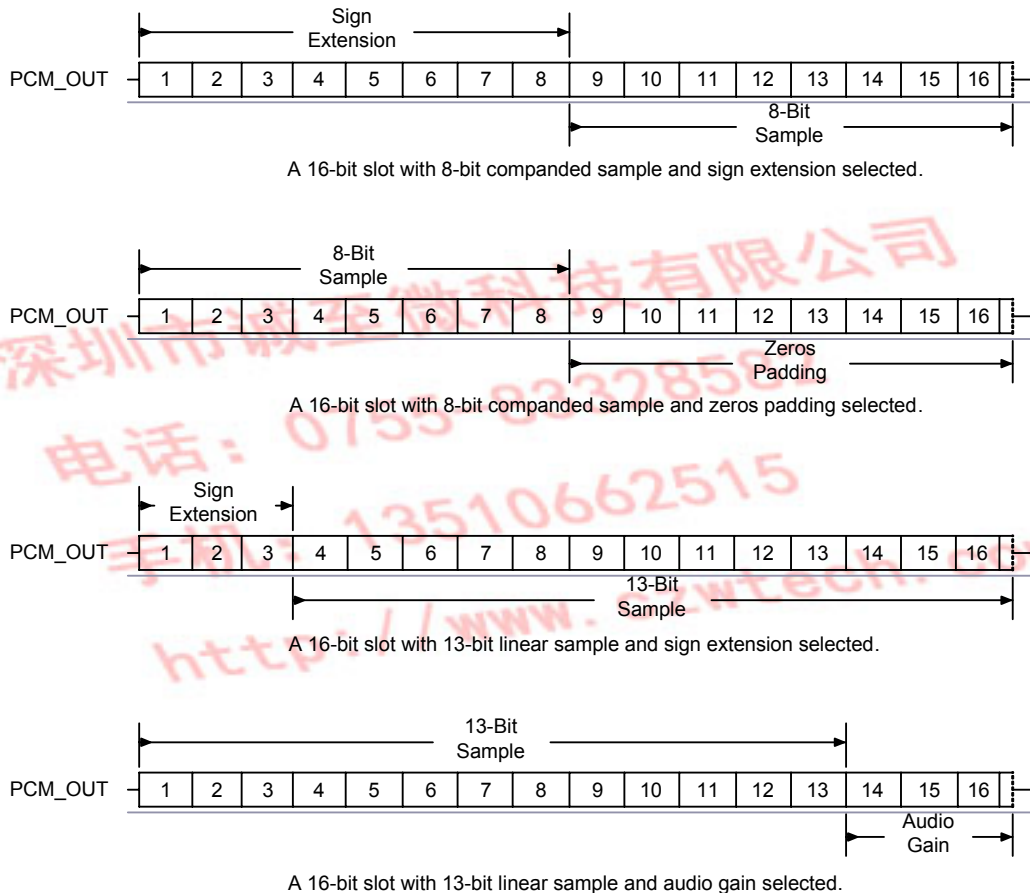 Sign
Extension
PCM_OUT 1 2 3 4 5 6 7 8 9 10 11 12 13 14 15 16
8-Bit
Sample
A 16-bit slot with 8-bit companded sample and sign extension selected.
8-Bit
Sample
PCM_OUT 1 2 3 4 5 6 7 8 9 10 11 12 13 14 15 16
Zeros
Padding
A 16-bit slot with 8-bit companded sample and zeros padding selected.
Sign
Extension
PCM_OUT 1 2 3 4 5 6 7 8 9 10 11 12 13 14 15 16
13-Bit
Sample
A 16-bit slot with 13-bit linear sample and sign extension selected.
13-Bit
Sample
PCM_OUT 1 2 3 4 5 6 7 8 9 10 11 12 13 14 15 16
Audio
Gain
A 16-bit slot with 13-bit linear sample and audio gain selected.
深圳市诚至微科技有限公司
电话：0755-83328582
手机：13510662515
http://www.szwtech.com